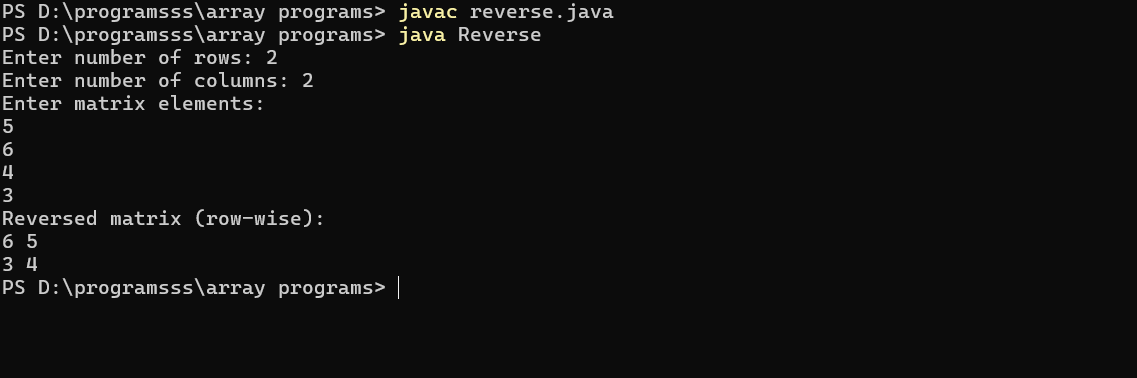 PS D:\programsss\array programs> javac reverse.java
PS D:\programsss\array programs> java Reverse
Enter number of rows: 2
Enter number of columns: 2
Enter matrix elements:
5
6
4
3
Reversed matrix (row-wise):
6 5
3 4
PS D:\programsss\array programs>